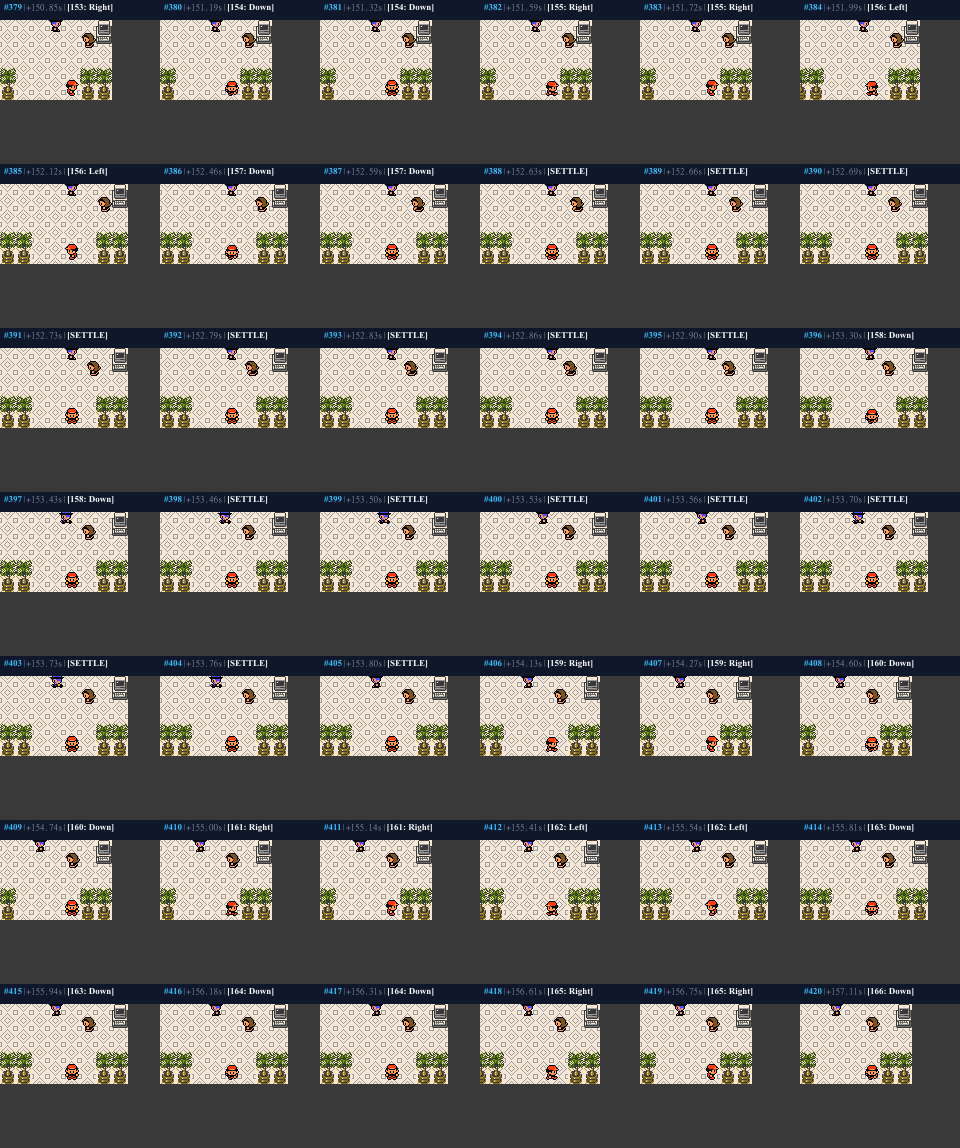 #379|+150.85s|[153: Right] #380|+151.19s|[154: Down] #381|+151.32s|[154: Down] #382|+151.59s|[155: Right] #383|+151.72s|[155: Right] #384|+151.99s|[156: Left]
#385|+152.12s|[156: Left] #386|+152.46s|[157: Down] #387|+152.59s|[157: Down] #388|+152.63s|[SETTLE] #389|+152.66s|[SETTLE] #390|+152.69s|[SETTLE]
#391|+152.73s|[SETTLE] #392|+152.79s|[SETTLE] #393|+152.83s|[SETTLE] #394|+152.86s|[SETTLE] #395|+152.90s|[SETTLE] #396|+153.30s|[158: Down]
#397|+153.43s|[158: Down] #398|+153.46s|[SETTLE] #399|+153.50s|[SETTLE] #400|+153.53s|[SETTLE] #401|+153.56s|[SETTLE] #402|+153.70s|[SETTLE]
#403|+153.73s|[SETTLE] #404|+153.76s|[SETTLE] #405|+153.80s|[SETTLE] #406|+154.13s|[159: Right] #407|+154.27s|[159: Right] #408|+154.60s|[160: Down]
#409|+154.74s|[160: Down] #410|+155.00s|[161: Right] #411|+155.14s|[161: Right] #412|+155.41s|[162: Left] #413|+155.54s|[162: Left] #414|+155.81s|[163: Down]
#415|+155.94s|[163: Down] #416|+156.18s|[164: Down] #417|+156.31s|[164: Down] #418|+156.61s|[165: Right] #419|+156.75s|[165: Right] #420|+157.11s|[166: Down]